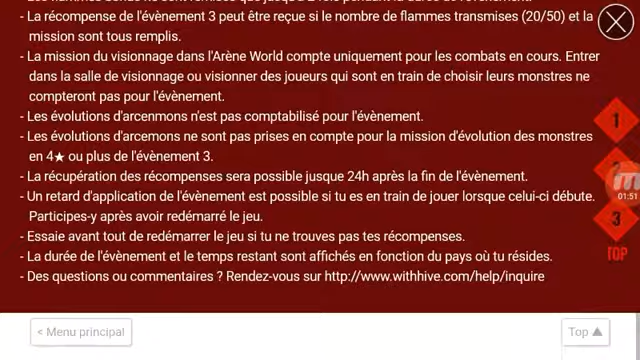 - La récompense de l'évènement 3 peut être reçue si le nombre de flammes transmises (20/50) et la
mission sont tous remplis.
- La mission du visionnage dans l'Arène World compte uniquement pour les combats en cours. Entrer
dans la salle de visionnage ou visionner des joueurs qui sont en train de choisir leurs monstres ne
compteront pas pour l'évènement.
- Les évolutions d'arcenmons n'est pas comptabilisé pour l'évènement.
- Les évolutions d'arcemons ne sont pas prises en compte pour la mission d'évolution des monstres
en 4★ ou plus de l'évènement 3.
- La récupération des récompenses sera possible jusque 24h après la fin de l'évènement.
- Un retard d'application de l'évènement est possible si tu es en train de jouer lorsque celui-ci débute.
Participes-y après avoir redémarré le jeu.
- Essaie avant tout de redémarrer le jeu si tu ne trouves pas tes récompenses.
- La durée de l'évènement et le temps restant sont affichés en fonction du pays où tu résides.
- Des questions ou commentaires ? Rendez-vous sur http://www.withhive.com/help/inquire
1
01:51
3
TOP
< Menu principal
Top ▲